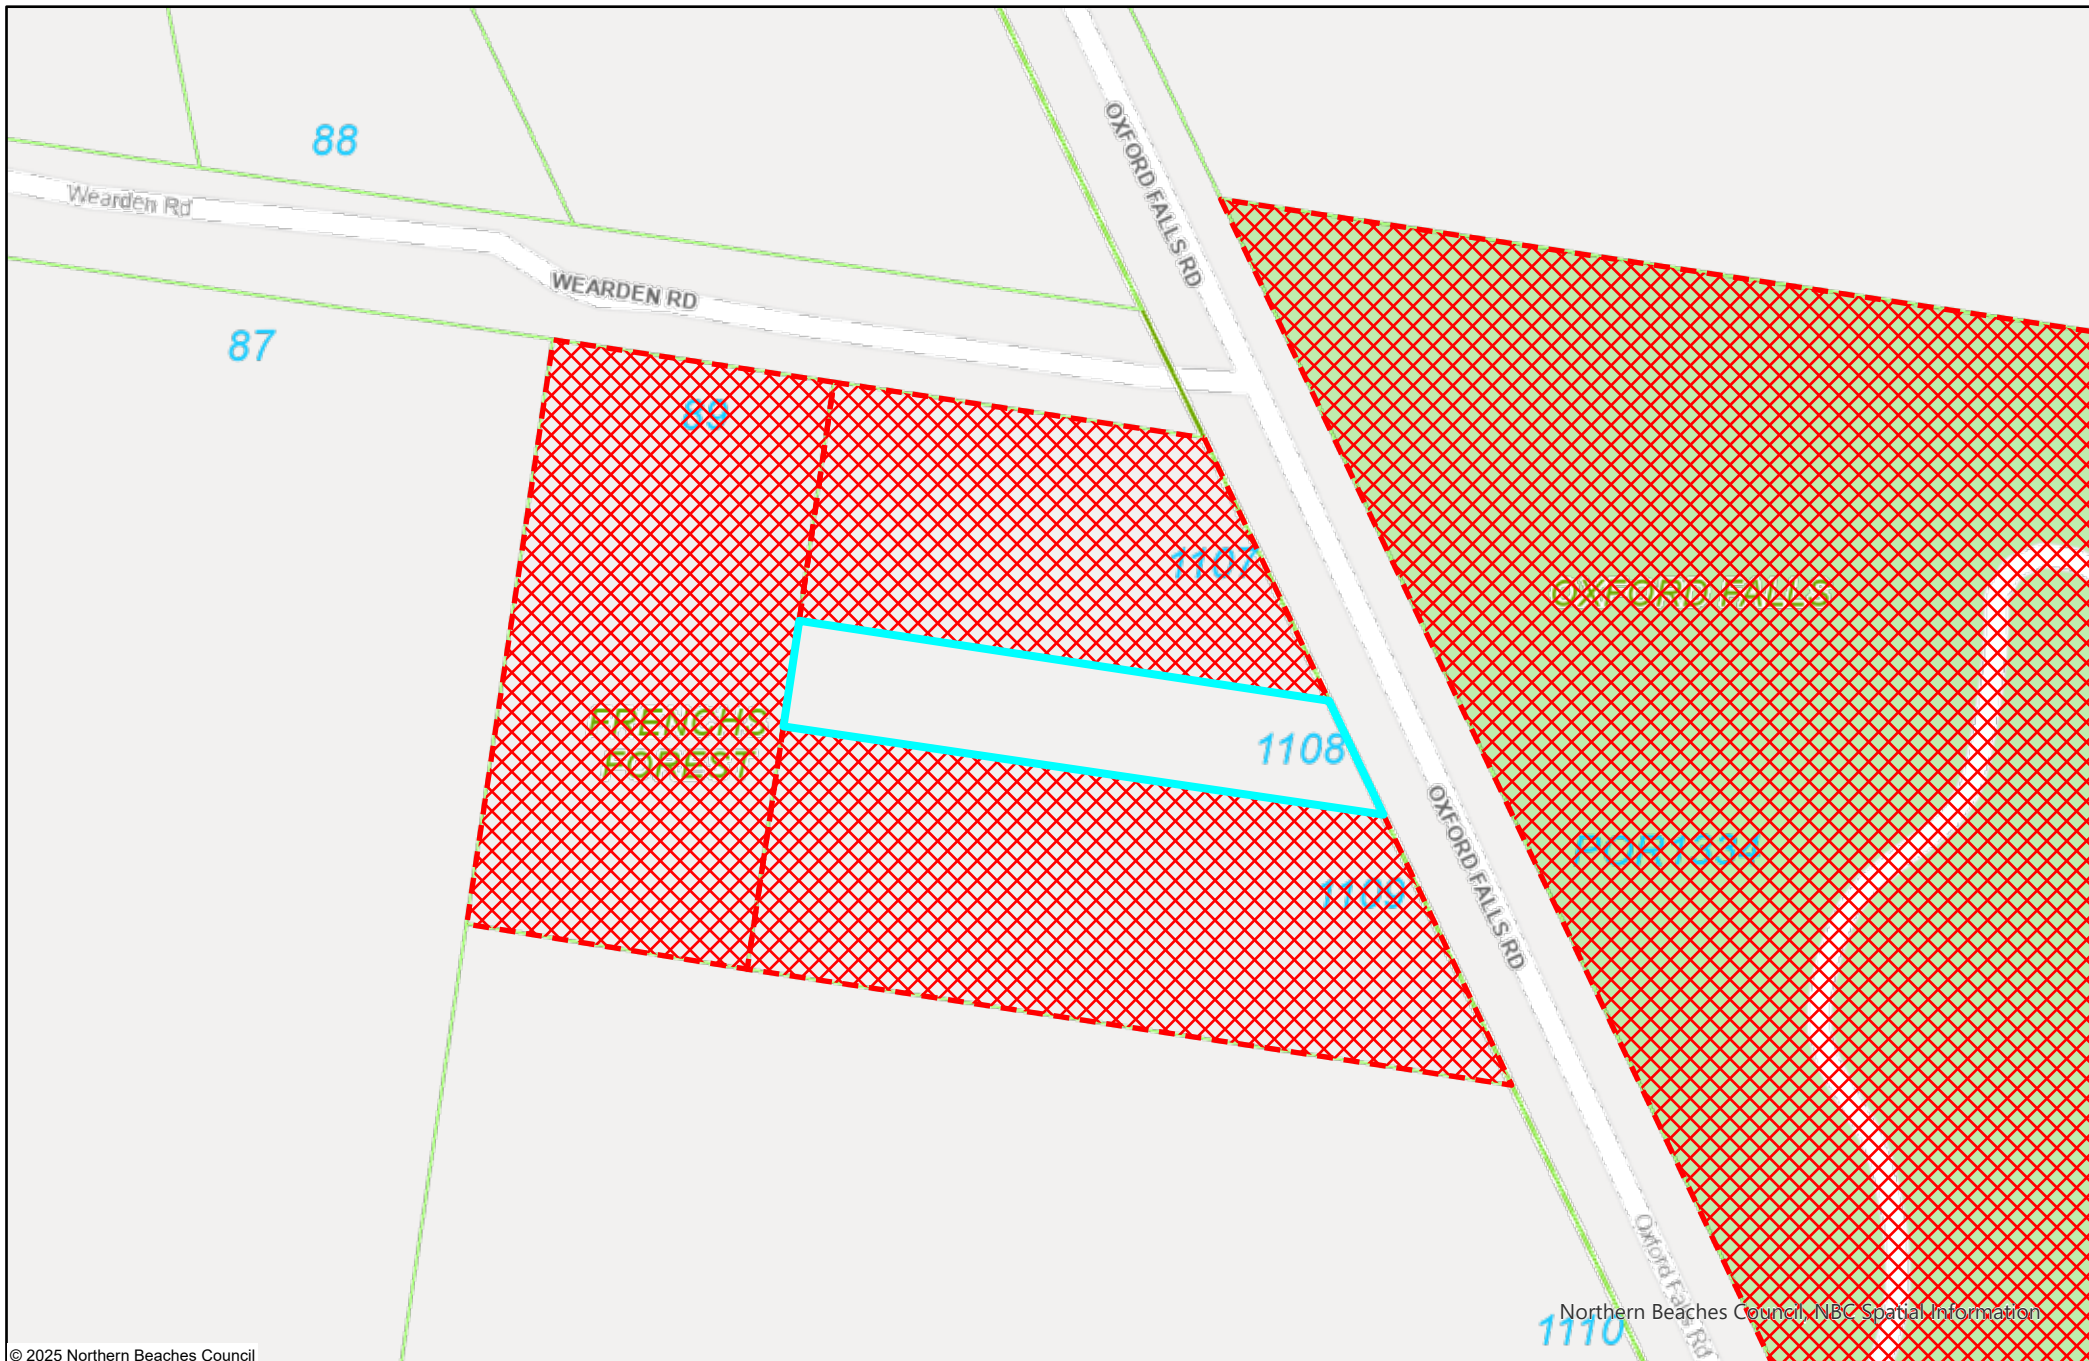 OXFORD FALLS RD
88
Wearden Rd
WEARDEN RD
87
89
1107
OXFORD FALLS
FRENCHS
FOREST
1108
OXFORD FALLS RD
POR1334
1109
Oxford Falls Rd
Northern Beaches Council, NBC Spatial Information
1110
© 2025 Northern Beaches Council